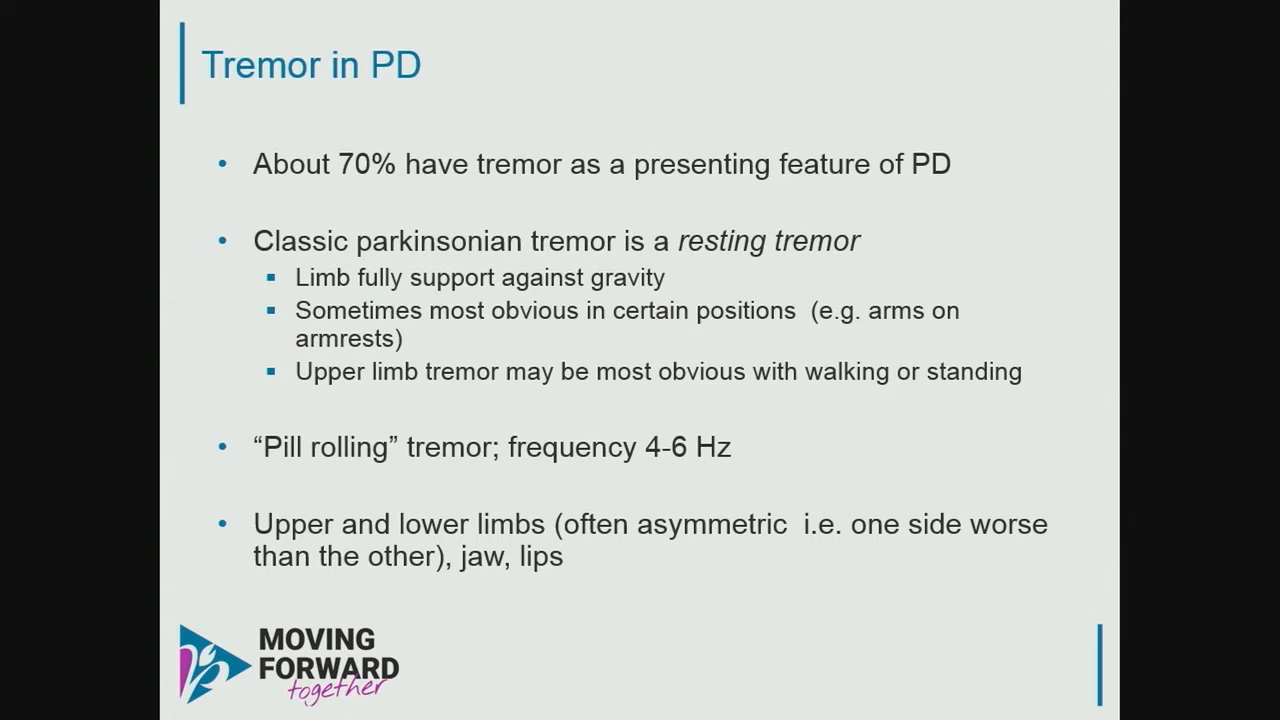 Tremor in PD
• About 70% have tremor as a presenting feature of PD
• Classic parkinsonian tremor is a resting tremor
▪ Limb fully support against gravity
▪ Sometimes most obvious in certain positions (e.g. arms on
armrests)
▪ Upper limb tremor may be most obvious with walking or standing
• “Pill rolling” tremor; frequency 4-6 Hz
• Upper and lower limbs (often asymmetric i.e. one side worse
than the other), jaw, lips
MOVING
FORWARD
together